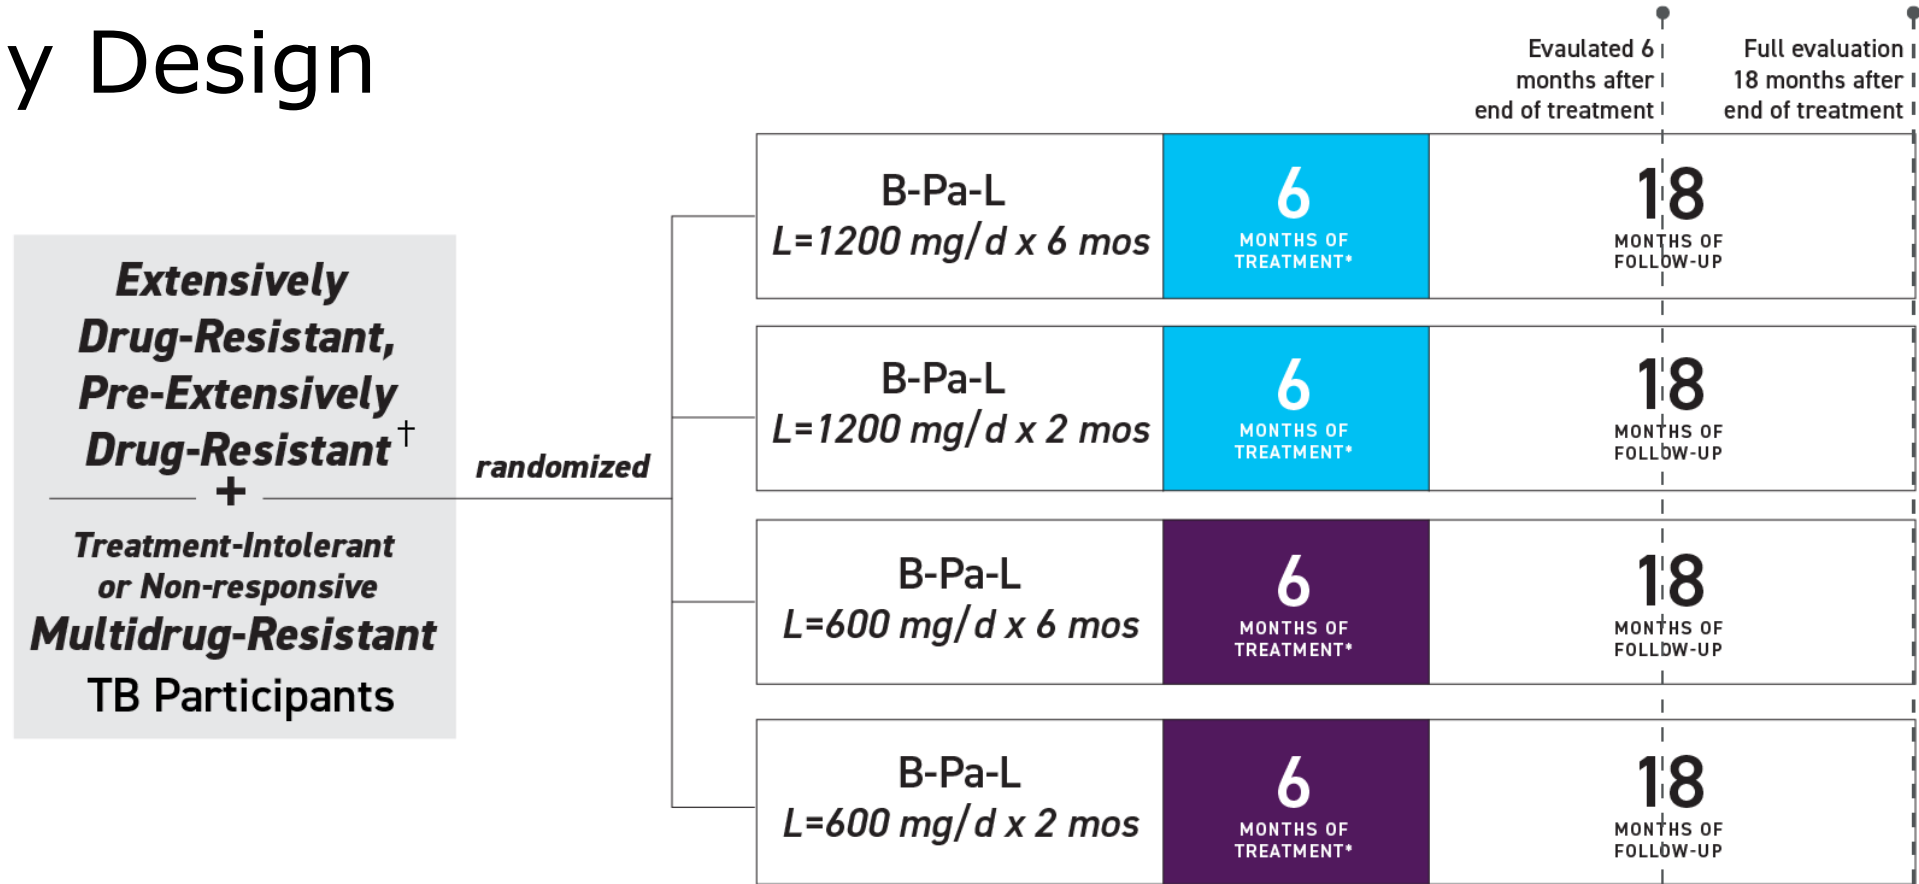 y Design
Evaulated 6
months after
end of treatment
Full evaluation
18 months after
end of treatment
Extensively
Drug-Resistant,
Pre-Extensively
Drug-Resistant†
+
Treatment-Intolerant
or Non-responsive
Multidrug-Resistant
TB Participants
randomized
B-Pa-L
L=1200 mg/d x 6 mos
6
MONTHS OF
TREATMENT*
18
MONTHS OF
FOLLOW-UP
B-Pa-L
L=1200 mg/d x 2 mos
6
MONTHS OF
TREATMENT*
18
MONTHS OF
FOLLOW-UP
B-Pa-L
L=600 mg/d x 6 mos
6
MONTHS OF
TREATMENT*
18
MONTHS OF
FOLLOW-UP
B-Pa-L
L=600 mg/d x 2 mos
6
MONTHS OF
TREATMENT*
18
MONTHS OF
FOLLOW-UP